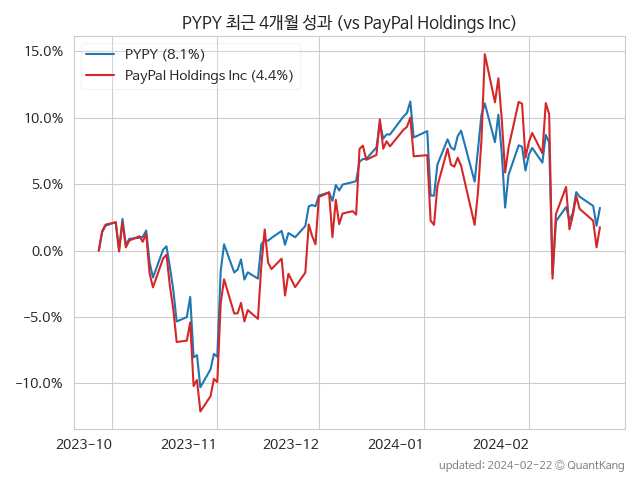 PYPY 최근 4개월 성과 (vs PayPal Holdings Inc)
PYPY (8.1%)
PayPal Holdings Inc (4.4%)
15.0%
10.0%
5.0%
0.0%
−5.0%
−10.0%
2023-10
2023-11
2023-12
2024-01
2024-02
updated: 2024-02-22 © QuantKang